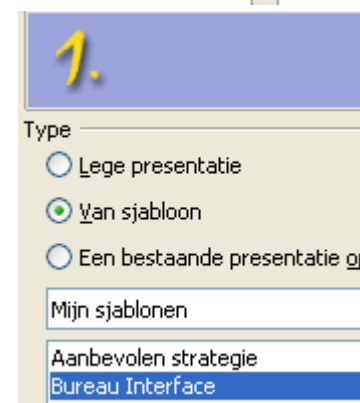 1.
Type
Lege presentatie
Van sjabloon
Een bestaande presentatie
Mijn sjablonen
Aanbevolen strategie
Bureau Interface